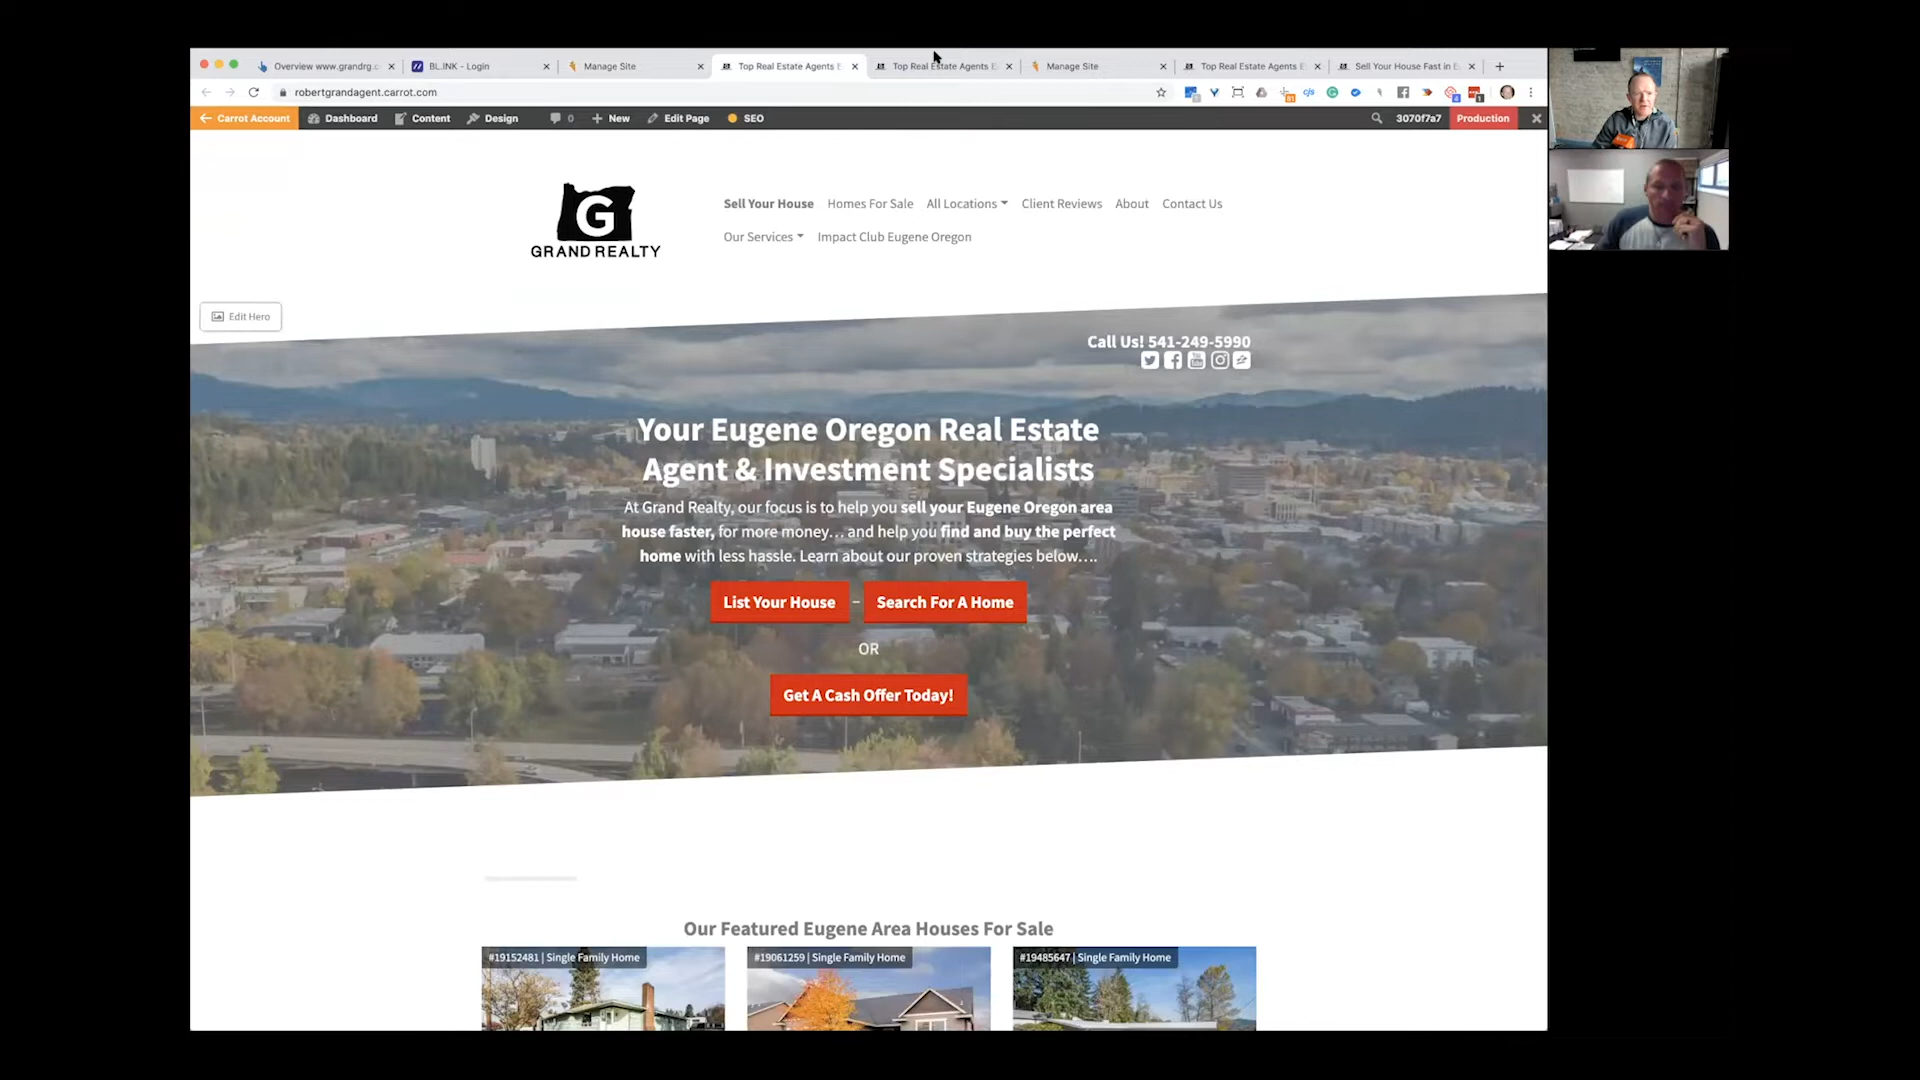 Overview www.grandrg.c
BL.INK - Login
Manage Site
Top Real Estate Agents E
Top Real Estate Agents E
Manage Site
Top Real Estate Agents E
Sell Your House Fast in E
robertgrandagent.carrot.com
Carrot Account
Dashboard
Content
Design
0
New
Edit Page
SEO
3070f7a7
Production
G
GRAND REALTY
Sell Your House
Homes For Sale
All Locations
Client Reviews
About
Contact Us
Our Services
Impact Club Eugene Oregon
Edit Hero
Call Us! 541-249-5990
Your Eugene Oregon Real Estate
Agent & Investment Specialists
At Grand Realty, our focus is to help you sell your Eugene Oregon area
house faster, for more money… and help you find and buy the perfect
home with less hassle. Learn about our proven strategies below….
List Your House
–
Search For A Home
OR
Get A Cash Offer Today!
Our Featured Eugene Area Houses For Sale
#19152481 | Single Family Home
#19061259 | Single Family Home
#19485647 | Single Family Home